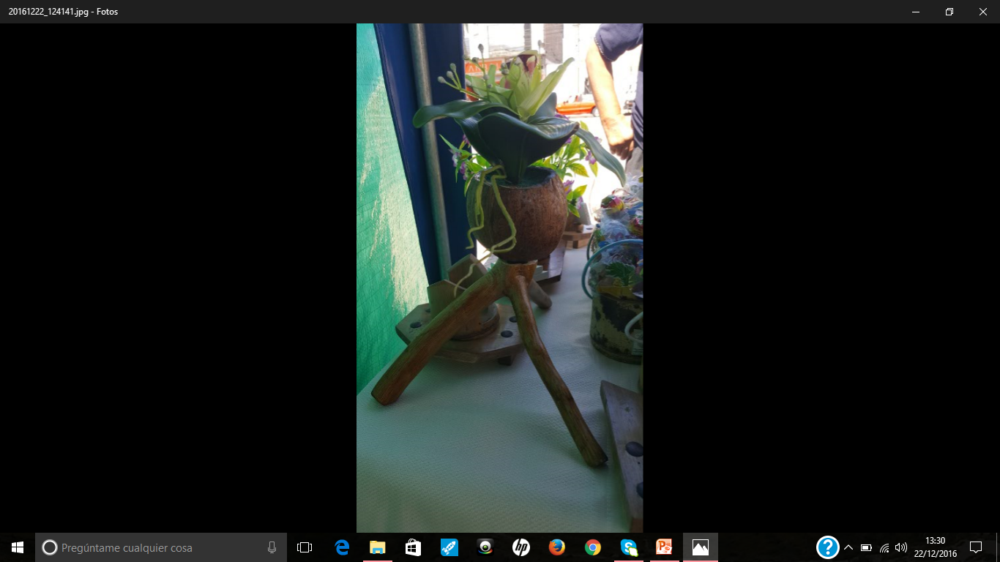 20161222_124141.jpg - Fotos
Pregúntame cualquier cosa
13:30
22/12/2016